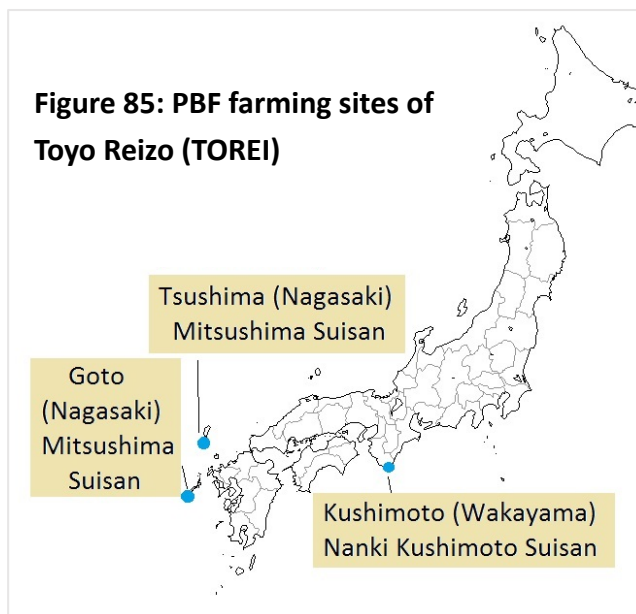 Figure 85: PBF farming sites of
Toyo Reizo (TOREI)
Tsushima (Nagasaki)
Mitsushima Suisan
Goto
(Nagasaki)
Mitsushima
Suisan
Kushimoto (Wakayama)
Nanki Kushimoto Suisan